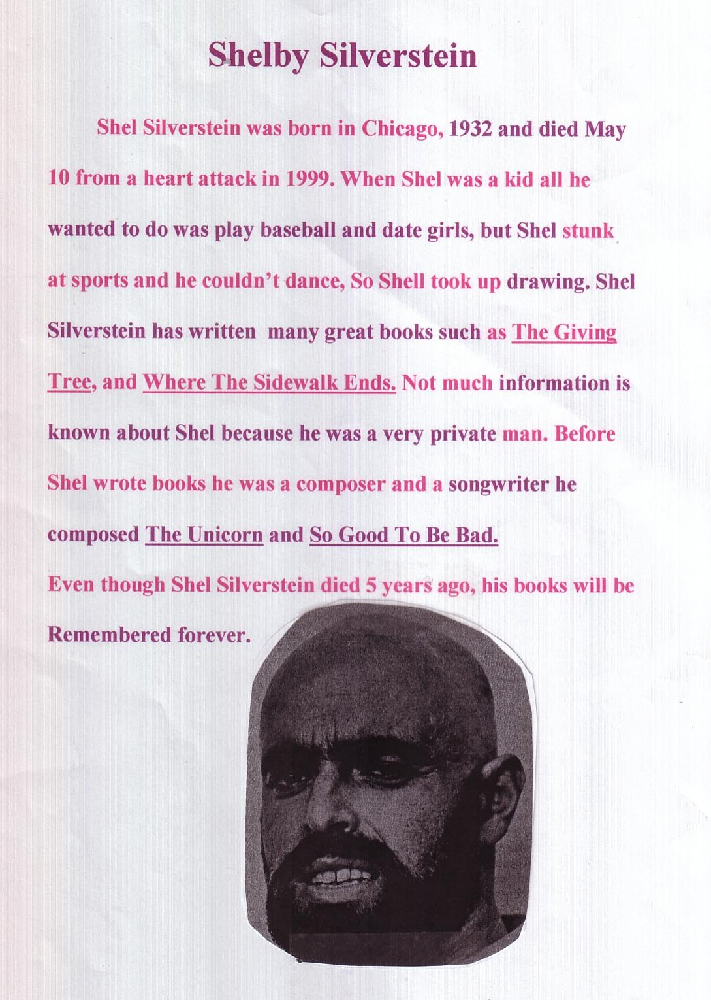 Shelby Silverstein
Shel Silverstein was born in Chicago, 1932 and died May
10 from a heart attack in 1999. When Shel was a kid all he
wanted to do was play baseball and date girls, but Shel stunk
at sports and he couldn't dance, So Shell took up drawing. Shel
Silverstein has written  many great books such as The Giving
Tree, and Where The Sidewalk Ends. Not much information is
known about Shel because he was a very private man. Before
Shel wrote books he was a composer and a songwriter he
composed The Unicorn and So Good To Be Bad.
Even though Shel Silverstein died 5 years ago, his books will be
Remembered forever.